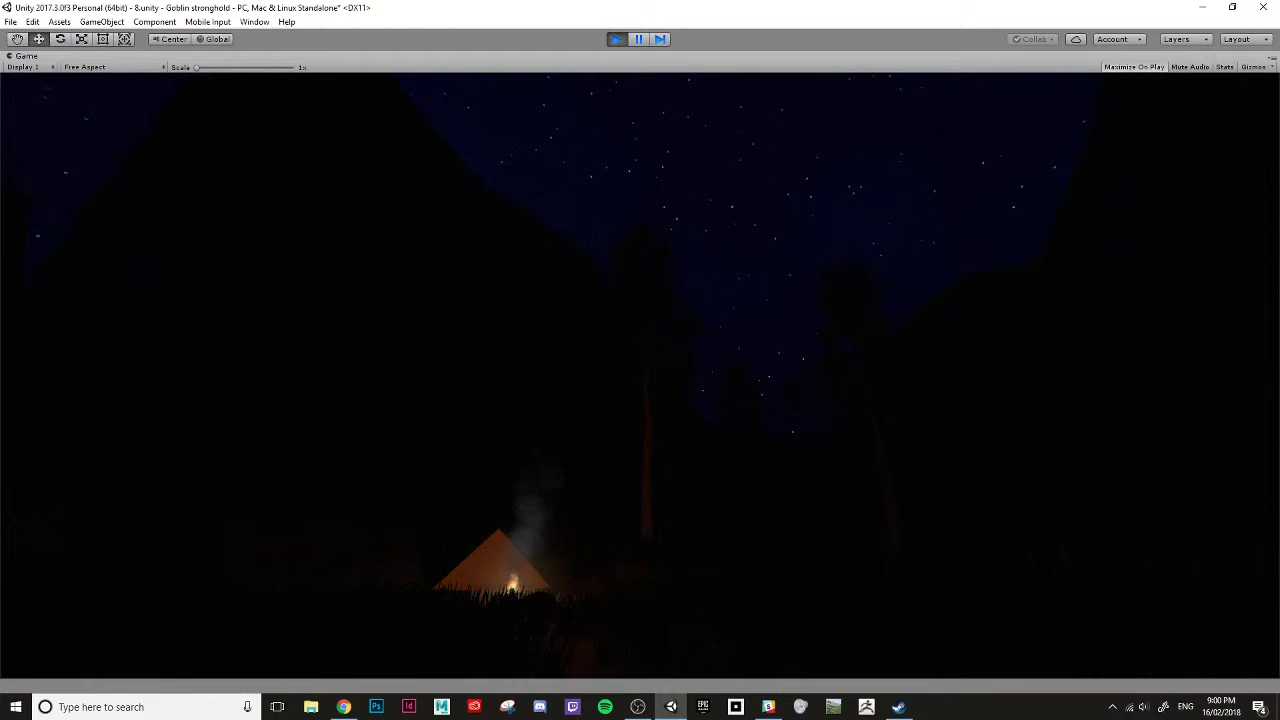 Unity 2017.3.0f3 Personal (64bit) - 8.unity - Goblin stronghold - PC, Mac & Linux Standalone* <DX11>
File Edit Assets GameObject Component Mobile Input Window Help
Center Global Collab Account Layers Layout
Game
Display 1 Free Aspect Scale 1x Maximize On Play Mute Audio Stats Gizmos
Type here to search
9:00 PM
16/02/2018